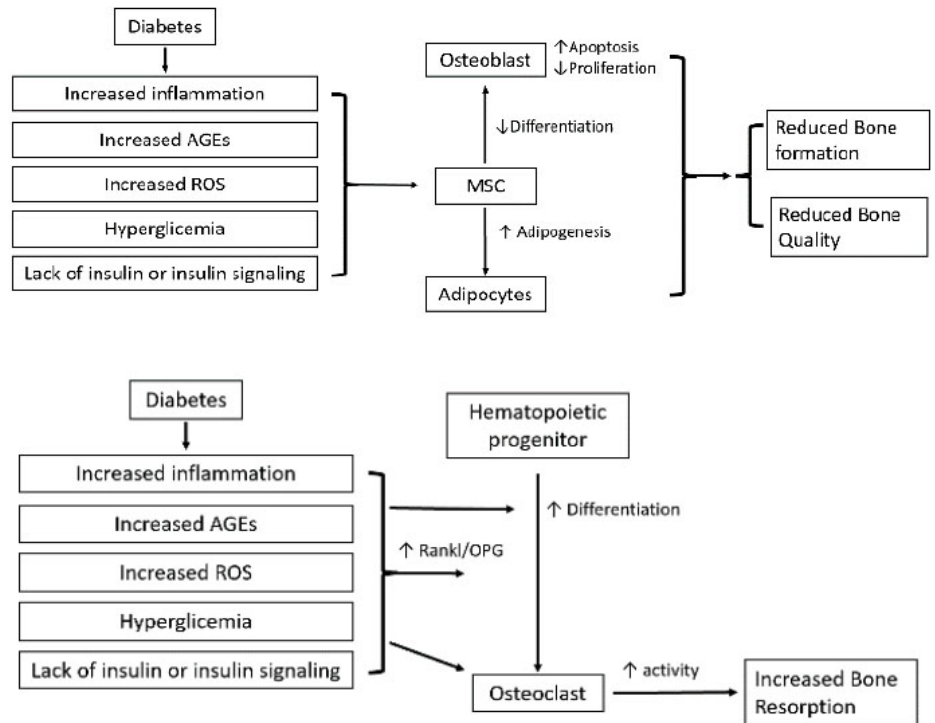 Diabetes
Increased inflammation
Increased AGEs
Increased ROS
Hyperglicemia
Lack of insulin or insulin signaling
Osteoblast
↑Apoptosis
↓Proliferation
↓Differentiation
MSC
↑ Adipogenesis
Adipocytes
Reduced Bone
formation
Reduced Bone
Quality
Diabetes
Increased inflammation
Increased AGEs
Increased ROS
Hyperglicemia
Lack of insulin or insulin signaling
↑ Rankl/OPG
Hematopoietic
progenitor
↑ Differentiation
Osteoclast
↑ activity
Increased Bone
Resorption